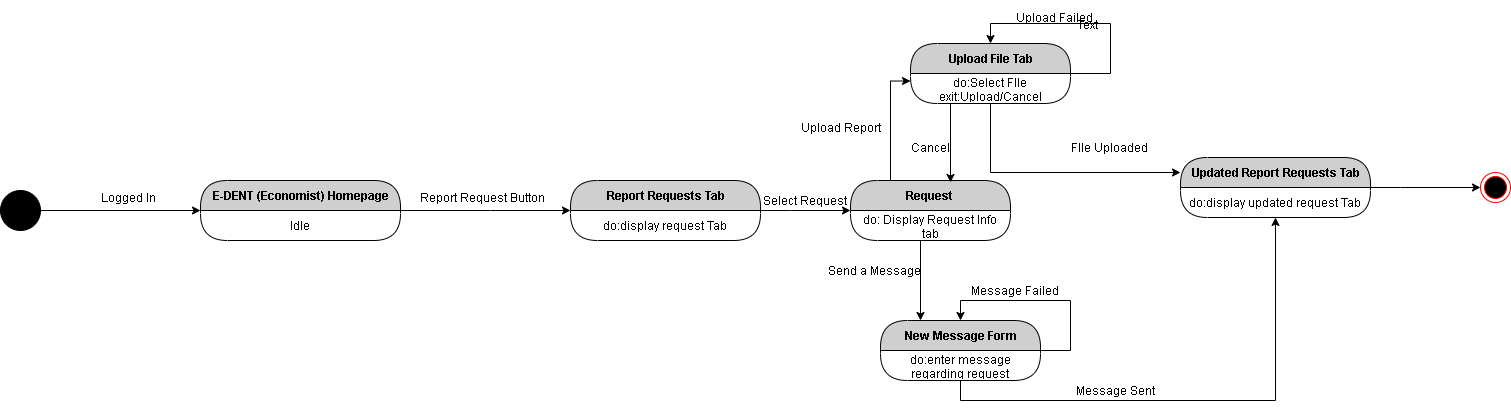 Upload Failed
Text
Upload File Tab
do:Select FIle
exit:Upload/Cancel
Upload Report
Cancel
FIle Uploaded
Updated Report Requests Tab
do:display updated request Tab
Logged In
E-DENT (Economist) Homepage
Idle
Report Request Button
Report Requests Tab
do:display request Tab
Select Request
Request
do: Display Request Info
tab
Send a Message
Message Failed
New Message Form
do:enter message
regarding request
Message Sent